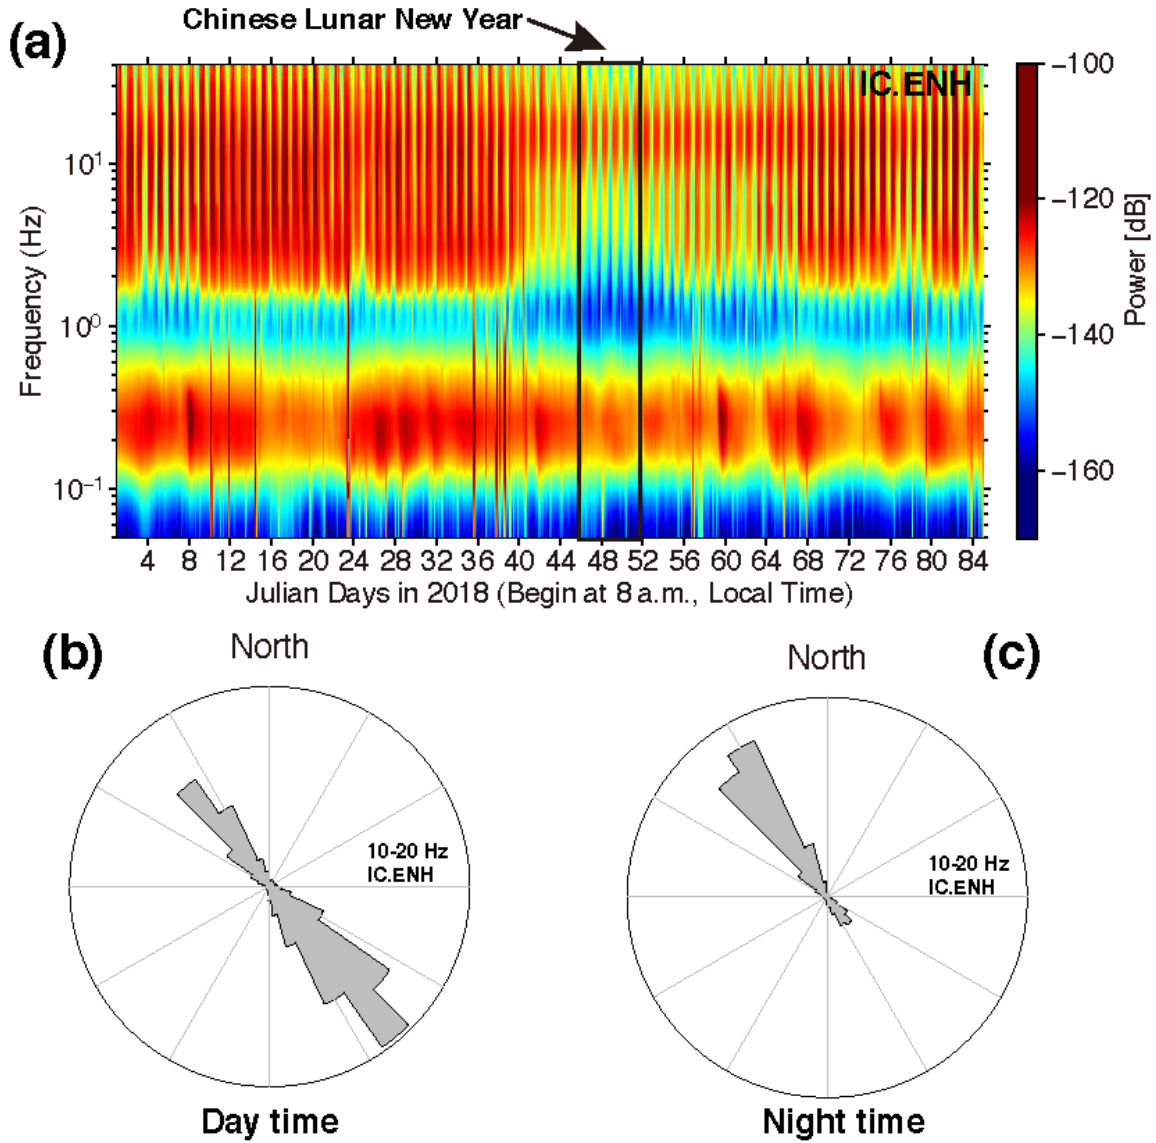 Chinese Lunar New Year
(a)
IC.ENH
10¹
10⁰
10⁻¹
Frequency (Hz)
4 8 12 16 20 24 28 32 36 40 44 48 52 56 60 64 68 72 76 80 84
Julian Days in 2018 (Begin at 8 a.m., Local Time)
−100
−120
−140
−160
Power [dB]
(b)
North
10-20 Hz
IC.ENH
Day time
(c)
North
10-20 Hz
IC.ENH
Night time